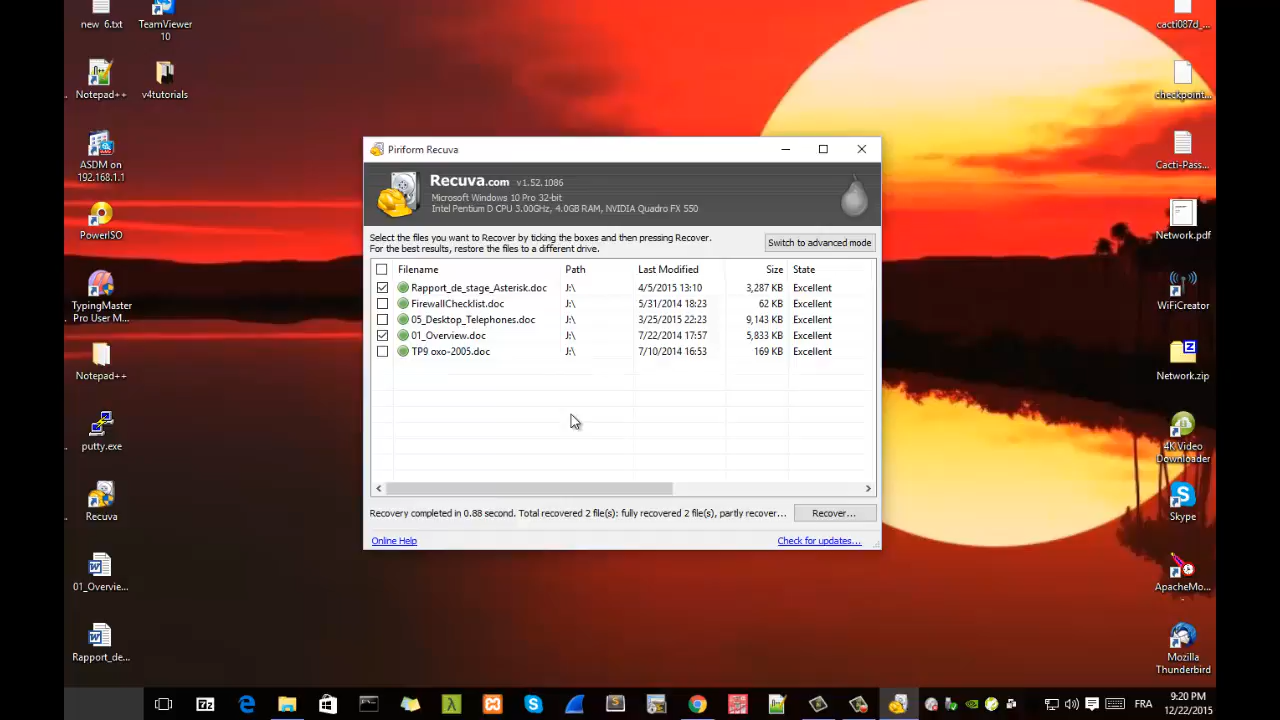 new 6.txt
TeamViewer
10
Notepad++
v4tutorials
ASDM on
192.168.1.1
PowerISO
TypingMaster
Pro User M...
Notepad++
putty.exe
Recuva
01_Overvie...
Rapport_de...
Piriform Recuva
Recuva.com v1.52.1086
Microsoft Windows 10 Pro 32-bit
Intel Pentium D CPU 3.00GHz, 4.0GB RAM, NVIDIA Quadro FX 550
Select the files you want to Recover by ticking the boxes and then pressing Recover.
For the best results, restore the files to a different drive.
Switch to advanced mode
Filename Path Last Modified Size State
Rapport_de_stage_Asterisk.doc J:\ 4/5/2015 13:10 3,287 KB Excellent
FirewallChecklist.doc J:\ 5/31/2014 18:23 62 KB Excellent
05_Desktop_Telephones.doc J:\ 3/25/2015 22:23 9,143 KB Excellent
01_Overview.doc J:\ 7/22/2014 17:57 5,833 KB Excellent
TP9 oxo-2005.doc J:\ 7/10/2014 16:53 169 KB Excellent
Recovery completed in 0.88 second. Total recovered 2 file(s): fully recovered 2 file(s), partly recover...
Recover...
Online Help
Check for updates...
cacti087d_...
checkpoint...
Cacti-Pass...
Network.pdf
WiFiCreator
Network.zip
4K Video
Downloader
Skype
ApacheMo...
Mozilla
Thunderbird
7z
FRA
9:20 PM
12/22/2015